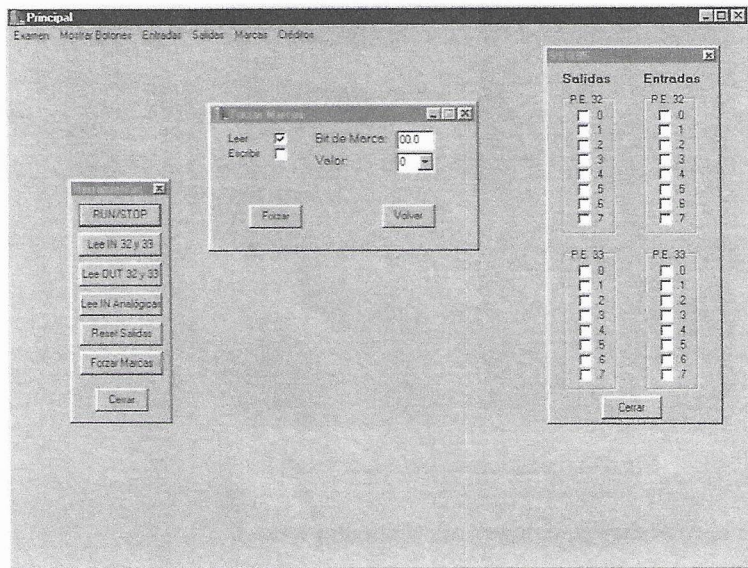 Principal
Examen Mostrar Botones Entradas Salidas Marcas Créditos
Forzar Marcas
Leer Bit de Marca: 00.0
Escribir Valor: 0
Forzar Volver
RUN/STOP
Lee IN 32 y 33
Lee OUT 32 y 33
Lee IN Analógicas
Reset Salidas
Forzar Marcas
Cerrar
Salidas Entradas
P.E. 32 P.E. 32
.0 .0
.1 .1
.2 .2
.3 .3
.4 .4
.5 .5
.6 .6
.7 .7
P.E. 33 P.E. 33
.0 .0
.1 .1
.2 .2
.3 .3
.4 .4
.5 .5
.6 .6
.7 .7
Cerrar